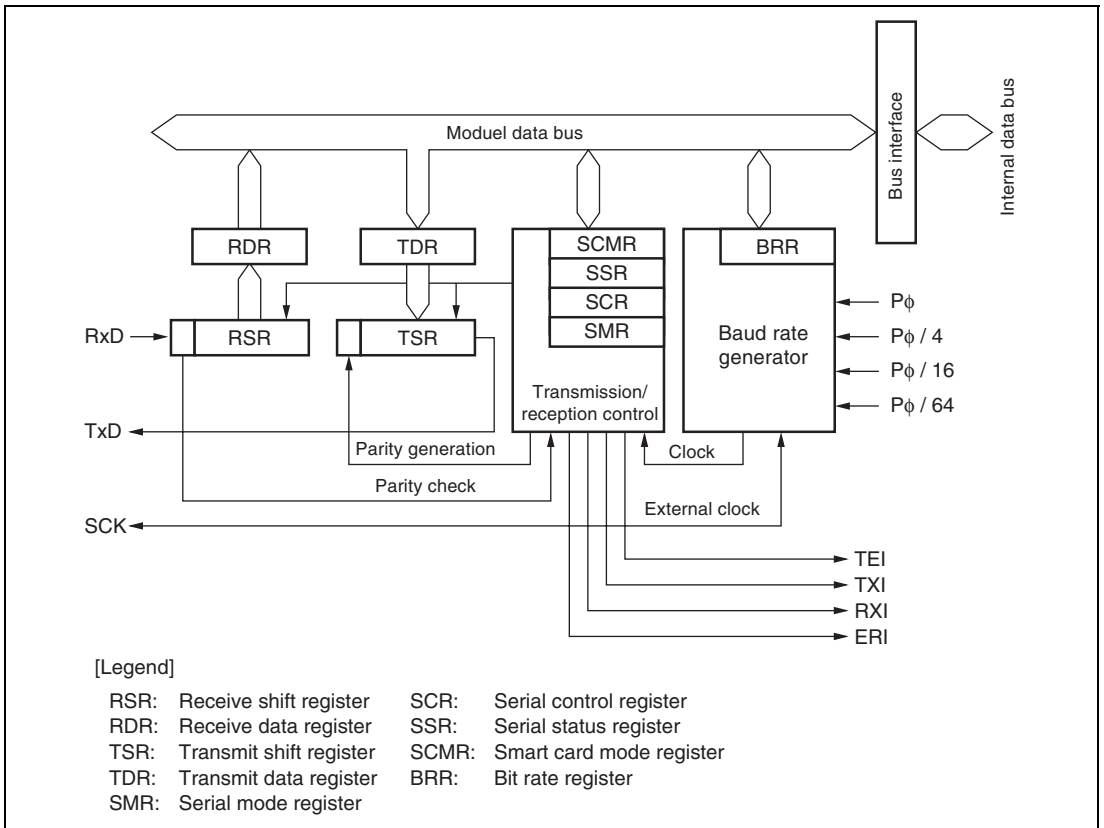 Moduel data bus
Bus interface
Internal data bus
RDR
TDR
SCMR
SSR
SCR
SMR
BRR
RxD
RSR
TSR
Baud rate
generator
Pϕ
Pϕ / 4
Pϕ / 16
Pϕ / 64
Transmission/
reception control
TxD
Parity generation
Clock
Parity check
SCK
External clock
TEI
TXI
RXI
ERI
[Legend]
RSR: Receive shift register
RDR: Receive data register
TSR: Transmit shift register
TDR: Transmit data register
SMR: Serial mode register
SCR: Serial control register
SSR: Serial status register
SCMR: Smart card mode register
BRR: Bit rate register